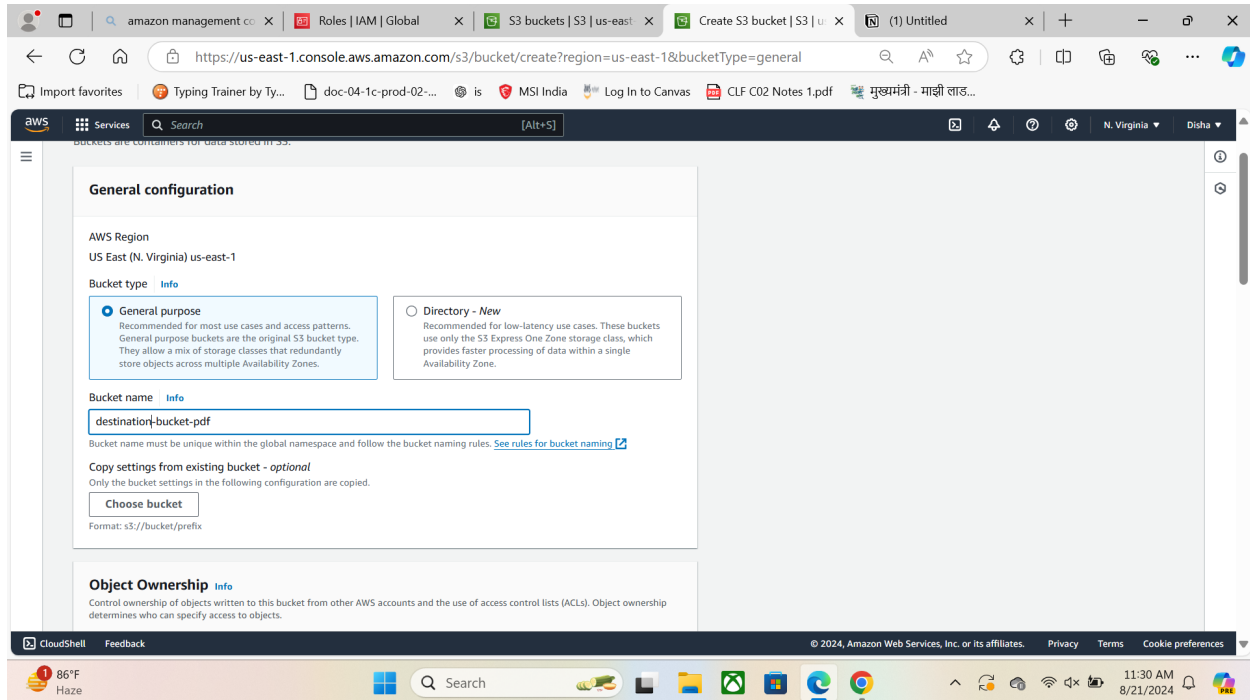 amazon management co
Roles | IAM | Global
S3 buckets | S3 | us-east
Create S3 bucket | S3 | u
(1) Untitled
https://us-east-1.console.aws.amazon.com/s3/bucket/create?region=us-east-1&bucketType=general
Import favorites
Typing Trainer by Ty...
doc-04-1c-prod-02-...
is
MSI India
Log In to Canvas
CLF C02 Notes 1.pdf
मुख्यमंत्री - माझी लाड...
aws
Services
Search
[Alt+S]
N. Virginia
Disha
Buckets are containers for data stored in S3.
General configuration
AWS Region
US East (N. Virginia) us-east-1
Bucket type Info
General purpose
Recommended for most use cases and access patterns.
General purpose buckets are the original S3 bucket type.
They allow a mix of storage classes that redundantly
store objects across multiple Availability Zones.
Directory - New
Recommended for low-latency use cases. These buckets
use only the S3 Express One Zone storage class, which
provides faster processing of data within a single
Availability Zone.
Bucket name Info
destination-bucket-pdf
Bucket name must be unique within the global namespace and follow the bucket naming rules. See rules for bucket naming
Copy settings from existing bucket - optional
Only the bucket settings in the following configuration are copied.
Choose bucket
Format: s3://bucket/prefix
Object Ownership Info
Control ownership of objects written to this bucket from other AWS accounts and the use of access control lists (ACLs). Object ownership
determines who can specify access to objects.
CloudShell
Feedback
© 2024, Amazon Web Services, Inc. or its affiliates.
Privacy
Terms
Cookie preferences
1
86°F
Haze
Search
11:30 AM
8/21/2024
PRE